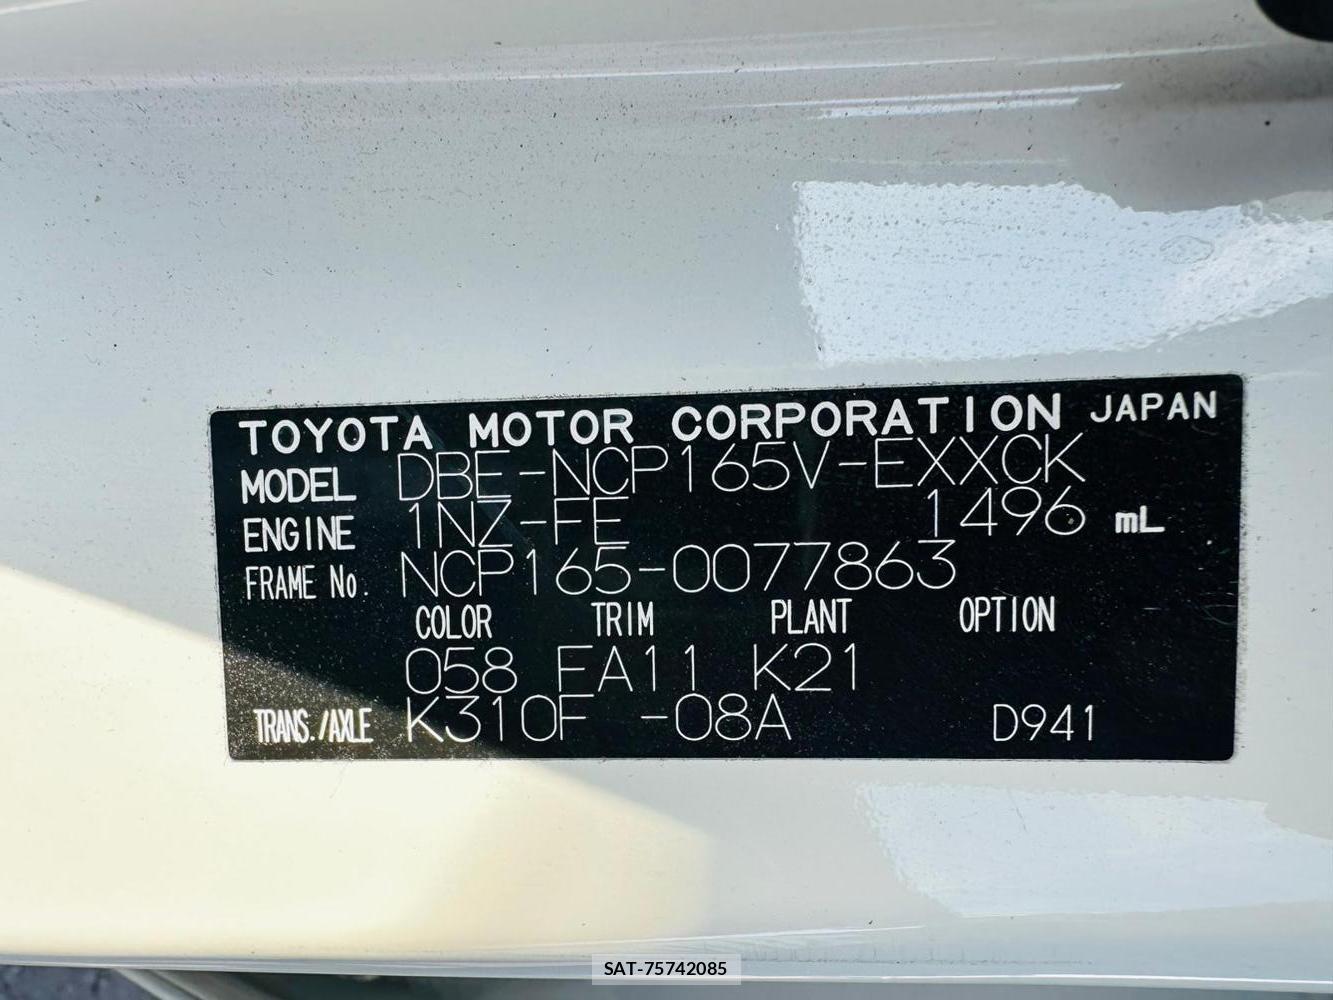 TOYOTA MOTOR CORPORATION JAPAN
MODEL DBE-NCP165V-EXXCK
ENGINE 1NZ-FE 1496 mL
FRAME No. NCP165-0077863
COLOR TRIM PLANT OPTION
058 FA11 K21
TRANS./AXLE K310F -08A D941
SAT-75742085